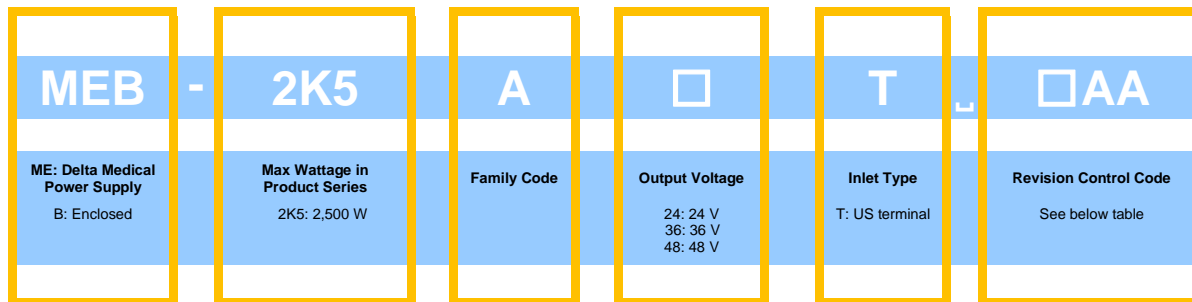 MEB - 2K5 A □ T ␣ □AA
ME: Delta Medical Power Supply
B: Enclosed
Max Wattage in Product Series
2K5: 2,500 W
Family Code
Output Voltage
24: 24 V
36: 36 V
48: 48 V
Inlet Type
T: US terminal
Revision Control Code
See below table